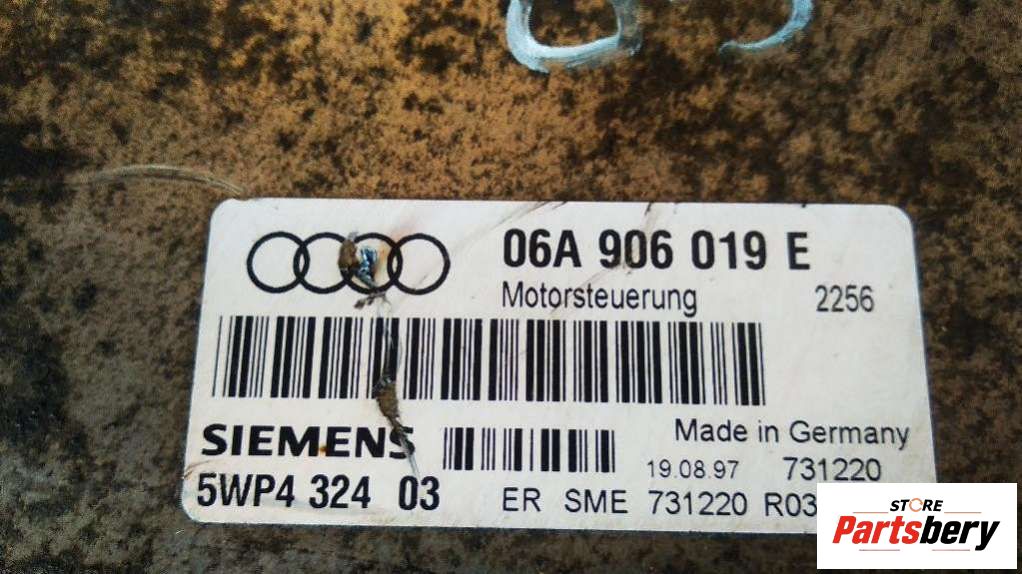 06A 906 019 E
Motorsteuerung 2256
SIEMENS
Made in Germany
19.08.97 731220
5WP4 324 03
ER SME 731220 R03
STORE
Partsbery